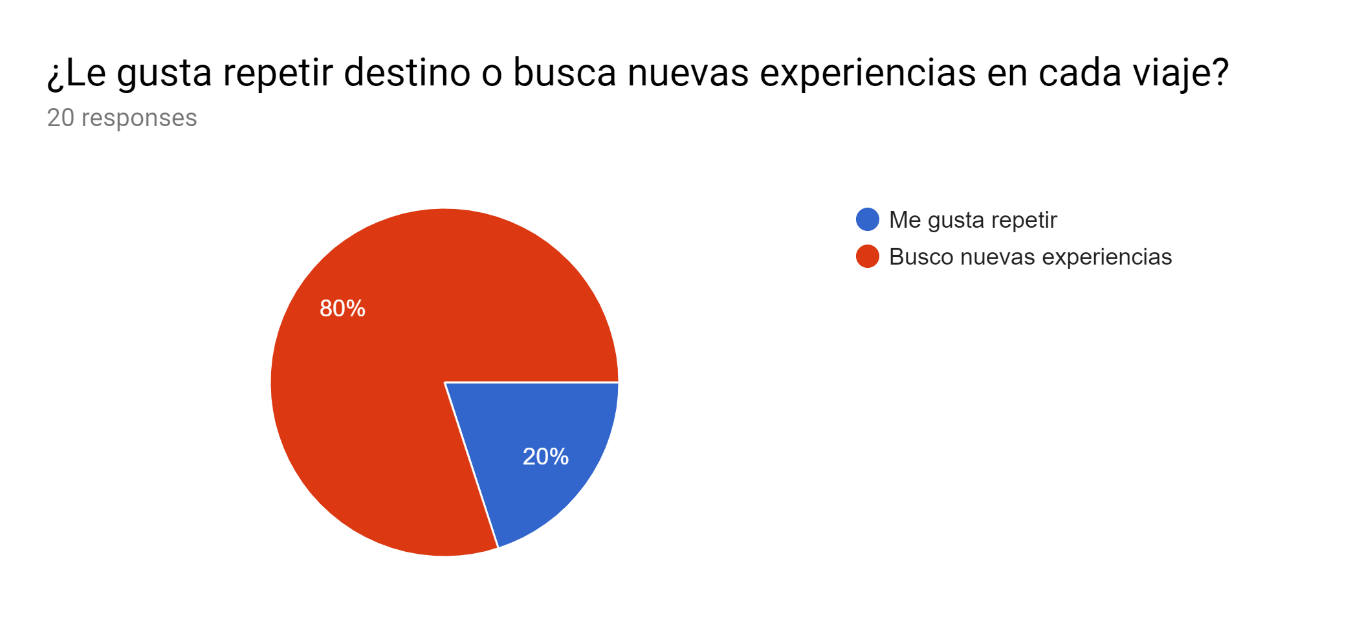 ¿Le gusta repetir destino o busca nuevas experiencias en cada viaje?
20 responses
Me gusta repetir
Busco nuevas experiencias
80%
20%